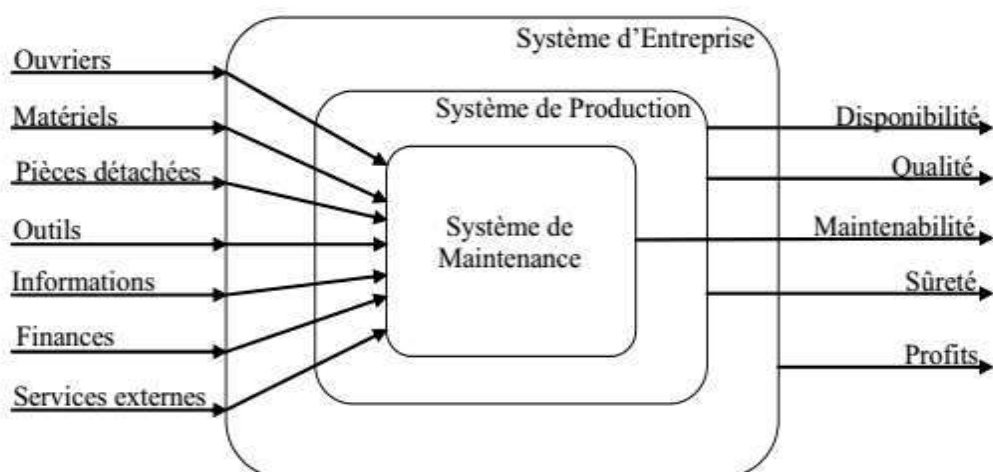 Système d'Entreprise
Ouvriers
Système de Production
Matériels
Disponibilité
Pièces détachées
Qualité
Outils
Système de
Maintenance
Maintenabilité
Informations
Sûreté
Finances
Profits
Services externes